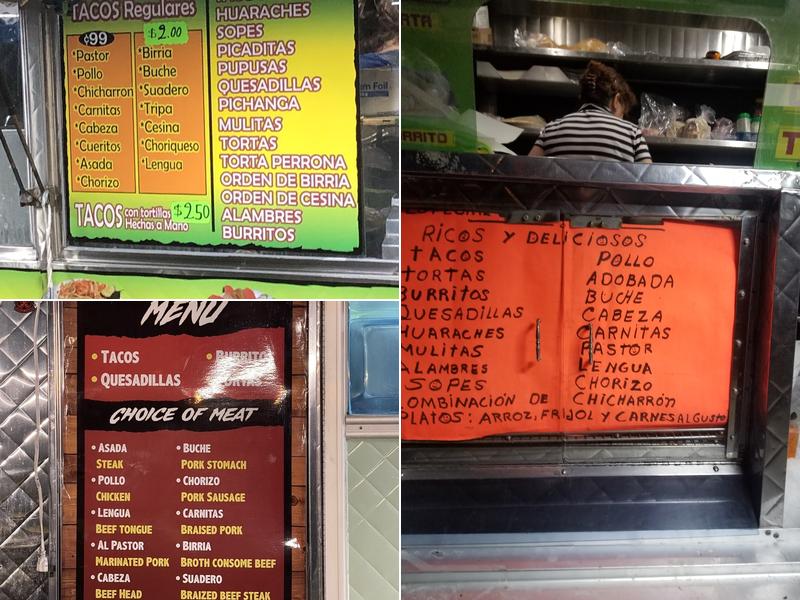 TACOS Regulares
¢99
$2.00
*Pastor
*Pollo
*Chicharron
*Carnitas
*Cabeza
*Cueritos
*Asada
*Chorizo
*Birria
*Buche
*Suadero
*Tripa
*Cesina
*Choriqueso
*Lengua
TACOS con tortillas Hechas a Mano $2.50
HUARACHES
SOPES
PICADITAS
PUPUSAS
QUESADILLAS
PICHANGA
MULITAS
TORTAS
TORTA PERRONA
ORDEN DE BIRRIA
ORDEN DE CESINA
ALAMBRES
BURRITOS
RICOS Y DELICIOSOS
TACOS
TORTAS
BURRITOS
QUESADILLAS
HUARACHES
MULITAS
ALAMBRES
SOPES
POLLO
ADOBADA
BUCHE
CABEZA
CARNITAS
PASTOR
LENGUA
CHORIZO
CHICHARRÓN
OMBINACIÓN DE
PLATOS: ARROZ, FRIJOL Y CARNES AL GUSTO
MENU
• TACOS
• QUESADILLAS
• BURRITOS
CHOICE OF MEAT
• ASADA
STEAK
• POLLO
CHICKEN
• LENGUA
BEEF TONGUE
• AL PASTOR
MARINATED PORK
• CABEZA
BEEF HEAD
• BUCHE
PORK STOMACH
• CHORIZO
PORK SAUSAGE
• CARNITAS
BRAISED PORK
• BIRRIA
BROTH CONSOME BEEF
• SUADERO
BRAIZED BEEF STEAK